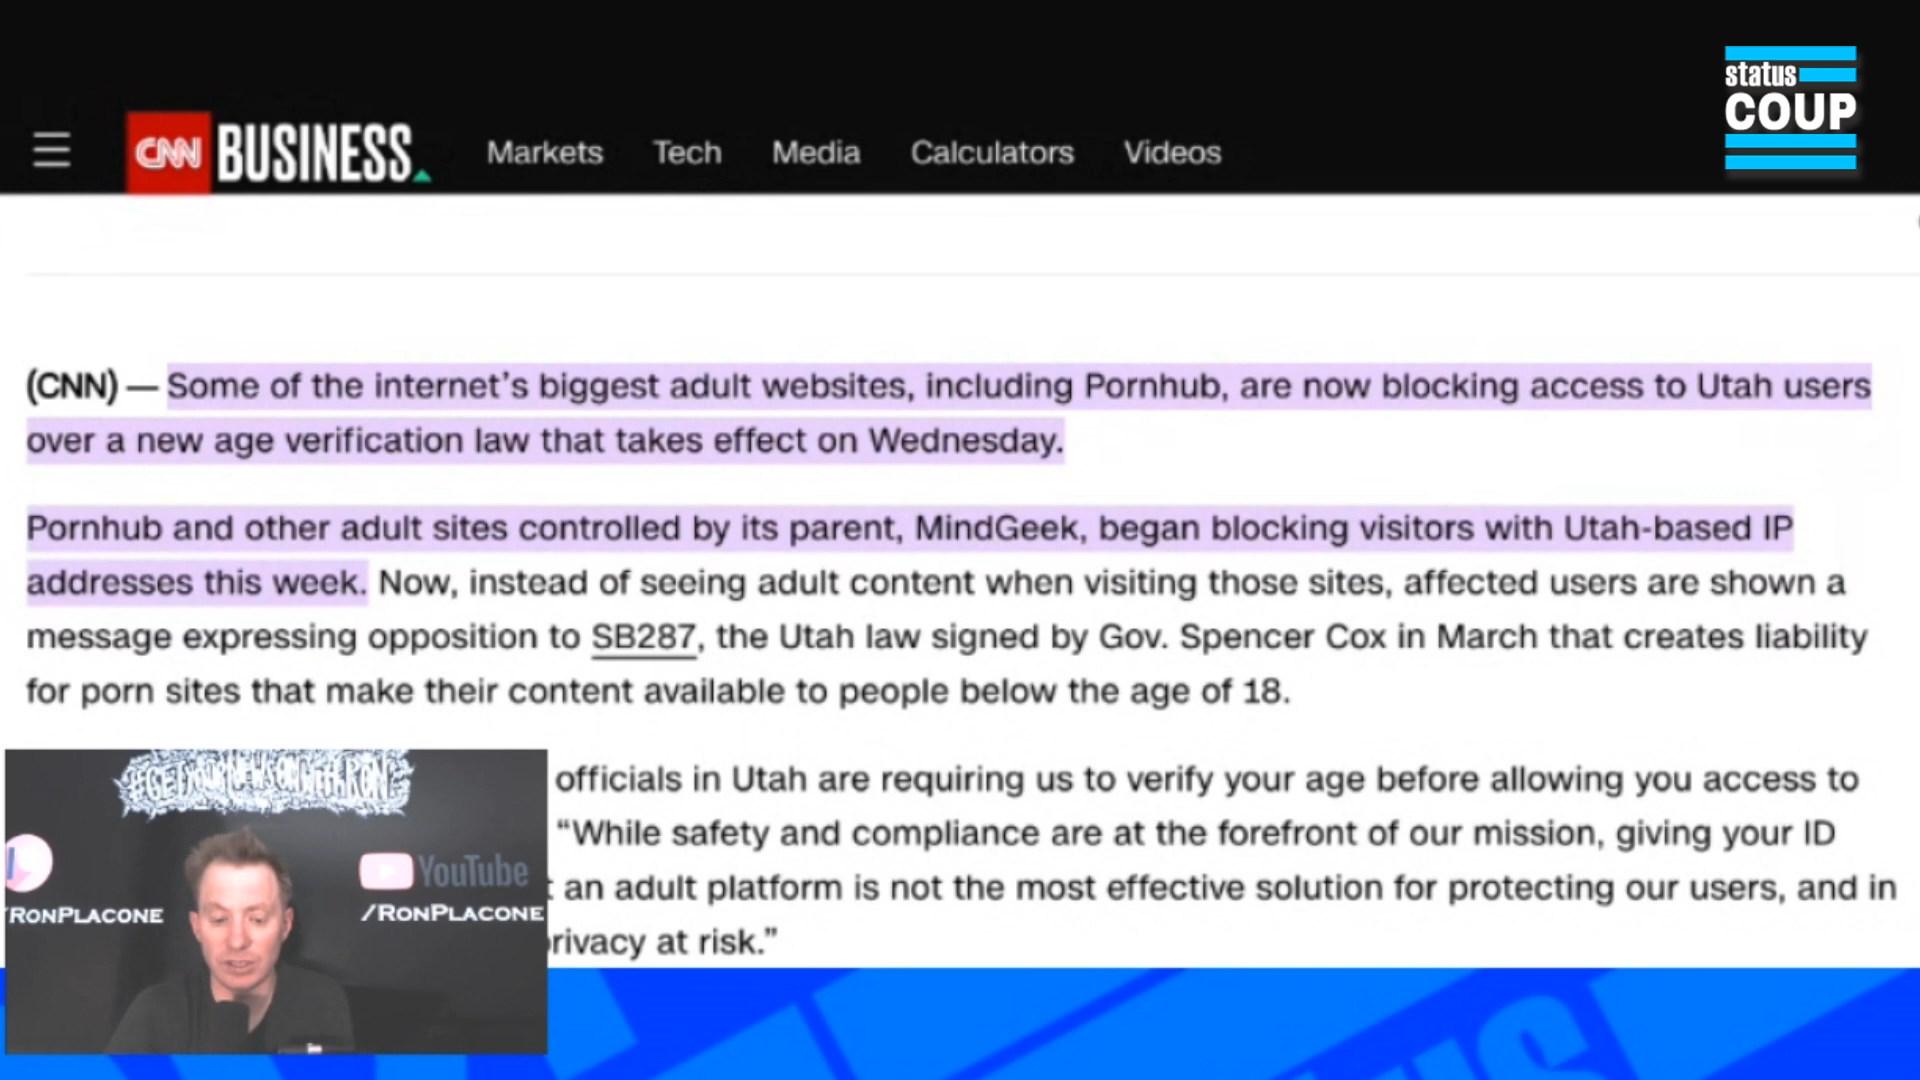 status
COUP
CNN BUSINESS
Markets Tech Media Calculators Videos
(CNN) — Some of the internet’s biggest adult websites, including Pornhub, are now blocking access to Utah users
over a new age verification law that takes effect on Wednesday.
Pornhub and other adult sites controlled by its parent, MindGeek, began blocking visitors with Utah-based IP
addresses this week. Now, instead of seeing adult content when visiting those sites, affected users are shown a
message expressing opposition to SB287, the Utah law signed by Gov. Spencer Cox in March that creates liability
for porn sites that make their content available to people below the age of 18.
officials in Utah are requiring us to verify your age before allowing you access to
“While safety and compliance are at the forefront of our mission, giving your ID
an adult platform is not the most effective solution for protecting our users, and in
privacy at risk.”
#GETYOURNEWSONWITHRON
YouTube
/RONPLACONE
/RONPLACONE